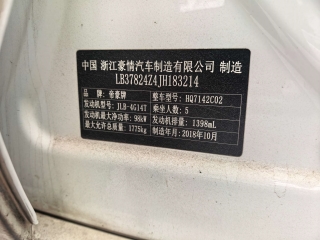 中国 浙江豪情汽车制造有限公司 制造
LB37824Z4JH183214
品牌：帝豪牌 整车型号：HQ7142C02
发动机型号：JLB-4G14T 乘坐人数：5
发动机最大净功率：98kW 发动机排量：1398mL
最大允许总质量：1775kg 制造年月：2018年10月